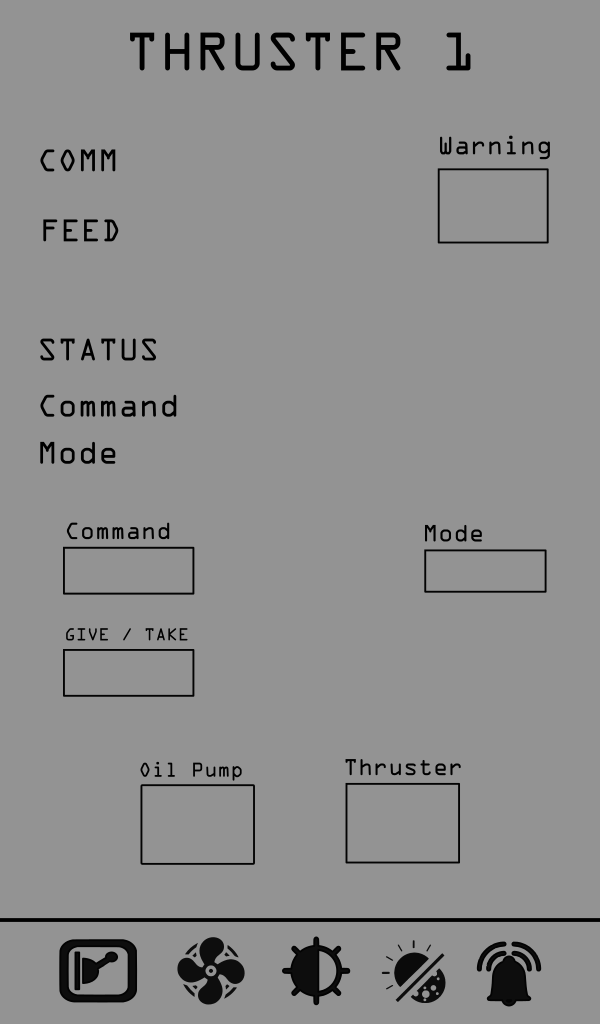 THRUSTER 1
COMM
Warning
FEED
STATUS
Command
Mode
Command
Mode
GIVE / TAKE
Oil Pump
Thruster